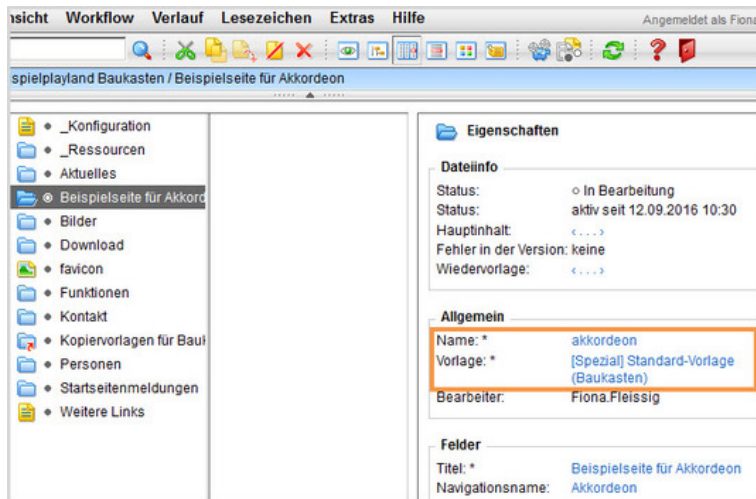 nsicht Workflow Verlauf Lesezeichen Extras Hilfe
Angemeldet als Fiona
spielplayland Baukasten / Beispielseite für Akkordeon
_Konfiguration
_Ressourcen
Aktuelles
Beispielseite für Akkord
Bilder
Download
favicon
Funktionen
Kontakt
Kopiervorlagen für Bauk
Personen
Startseitenmeldungen
Weitere Links
Eigenschaften
Dateiinfo
Status: In Bearbeitung
Status: aktiv seit 12.09.2016 10:30
Hauptinhalt: <...>
Fehler in der Version: keine
Wiedervorlage: <...>
Allgemein
Name: * akkordeon
Vorlage: * [Spezial] Standard-Vorlage
(Baukasten)
Bearbeiter: Fiona.Fleissig
Felder
Titel: * Beispielseite für Akkordeon
Navigationsname: Akkordeon